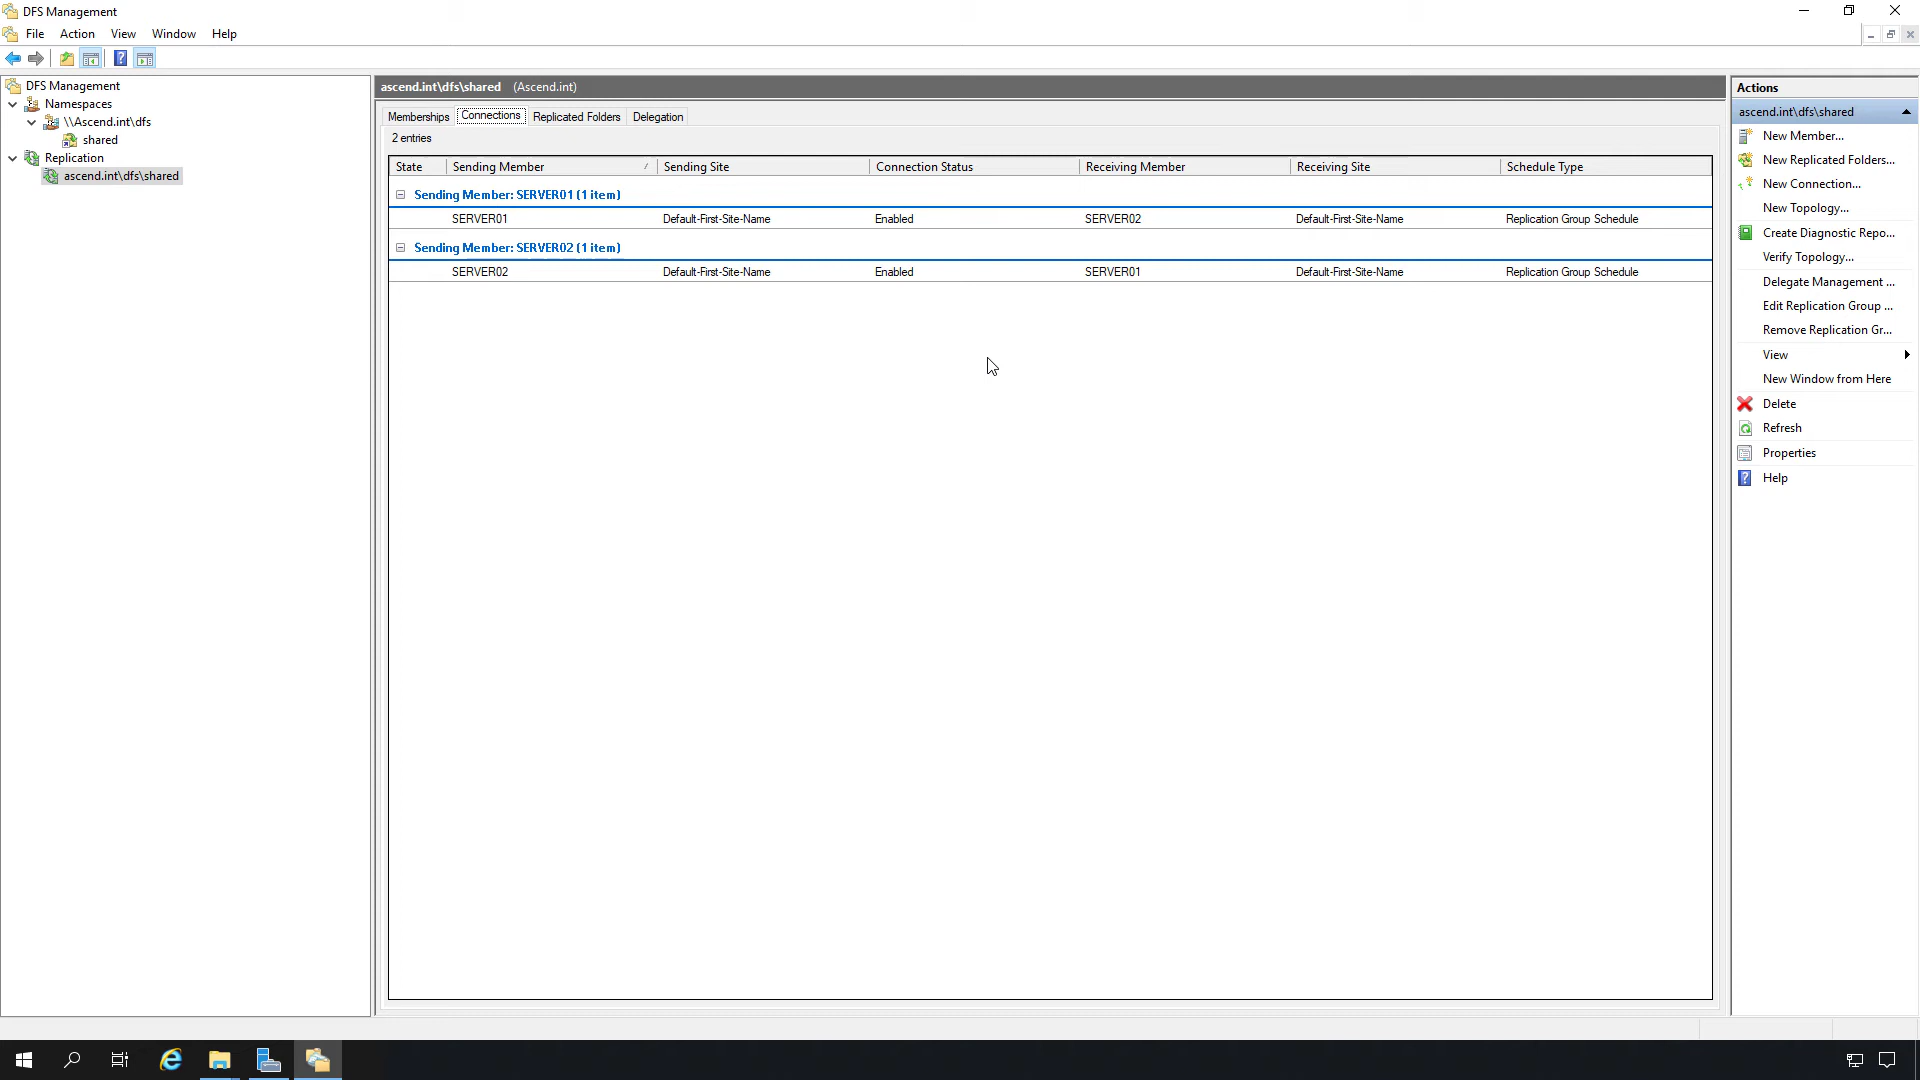 DFS Management
File Action View Window Help
DFS Management
Namespaces
\\Ascend.int\dfs
shared
Replication
ascend.int\dfs\shared
ascend.int\dfs\shared (Ascend.int)
Memberships Connections Replicated Folders Delegation
2 entries
State Sending Member Sending Site Connection Status Receiving Member Receiving Site Schedule Type
Sending Member: SERVER01 (1 item)
SERVER01 Default-First-Site-Name Enabled SERVER02 Default-First-Site-Name Replication Group Schedule
Sending Member: SERVER02 (1 item)
SERVER02 Default-First-Site-Name Enabled SERVER01 Default-First-Site-Name Replication Group Schedule
Actions
ascend.int\dfs\shared
New Member...
New Replicated Folders...
New Connection...
New Topology...
Create Diagnostic Repo...
Verify Topology...
Delegate Management ...
Edit Replication Group ...
Remove Replication Gr...
View
New Window from Here
Delete
Refresh
Properties
Help